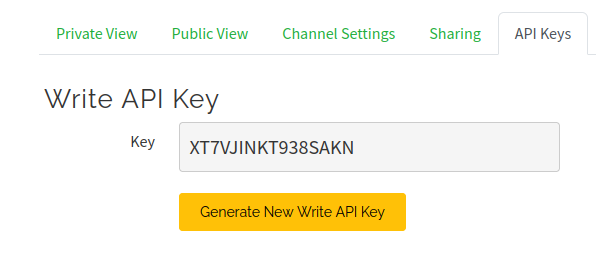 Private View Public View Channel Settings Sharing API Keys
Write API Key
Key XT7VJINKT938SAKN
Generate New Write API Key